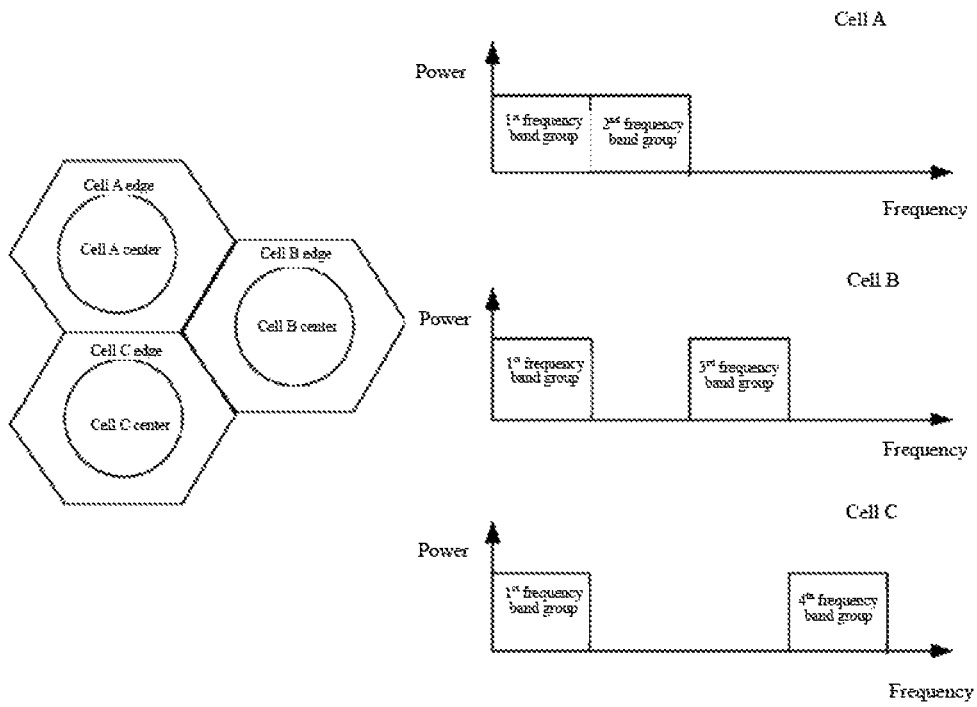 Cell A
Power
1st frequency
band group
2nd frequency
band group
Frequency
Cell A edge
Cell A center
Cell B edge
Cell B center
Cell C edge
Cell C center
Cell B
Power
1st frequency
band group
3rd frequency
band group
Frequency
Cell C
Power
1st frequency
band group
4th frequency
band group
Frequency